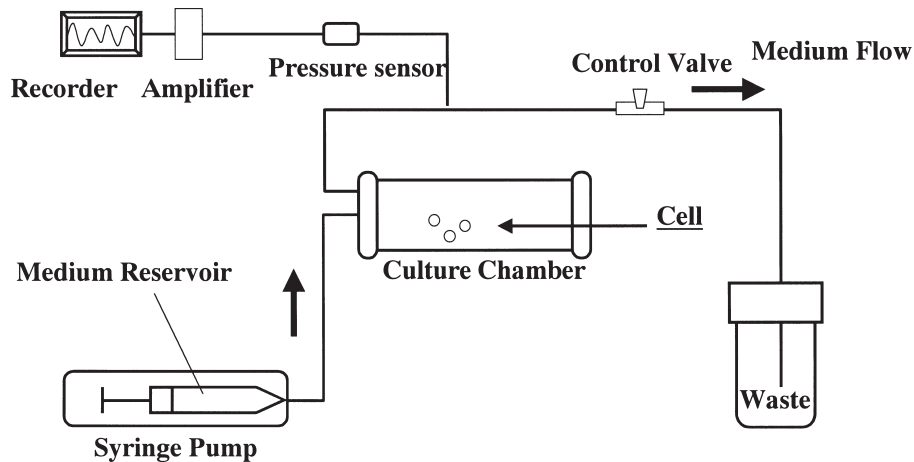 Recorder
Amplifier
Pressure sensor
Control Valve
Medium Flow
Cell
Culture Chamber
Medium Reservoir
Waste
Syringe Pump